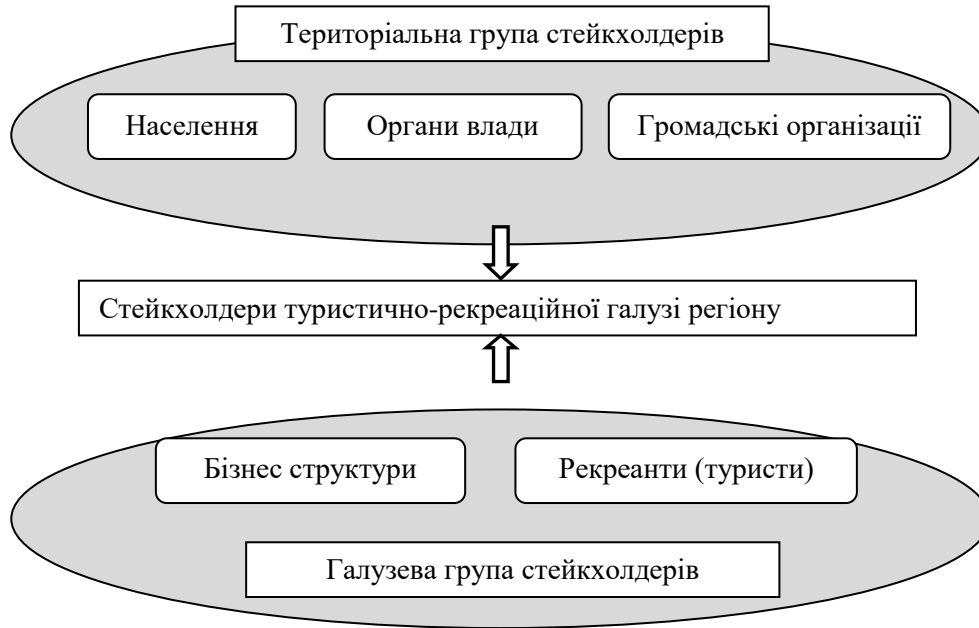 Територіальна група стейкхолдерів
Населення
Органи влади
Громадські організації
Стейкхолдери туристично-рекреаційної галузі регіону
Бізнес структури
Рекреанти (туристи)
Галузева група стейкхолдерів